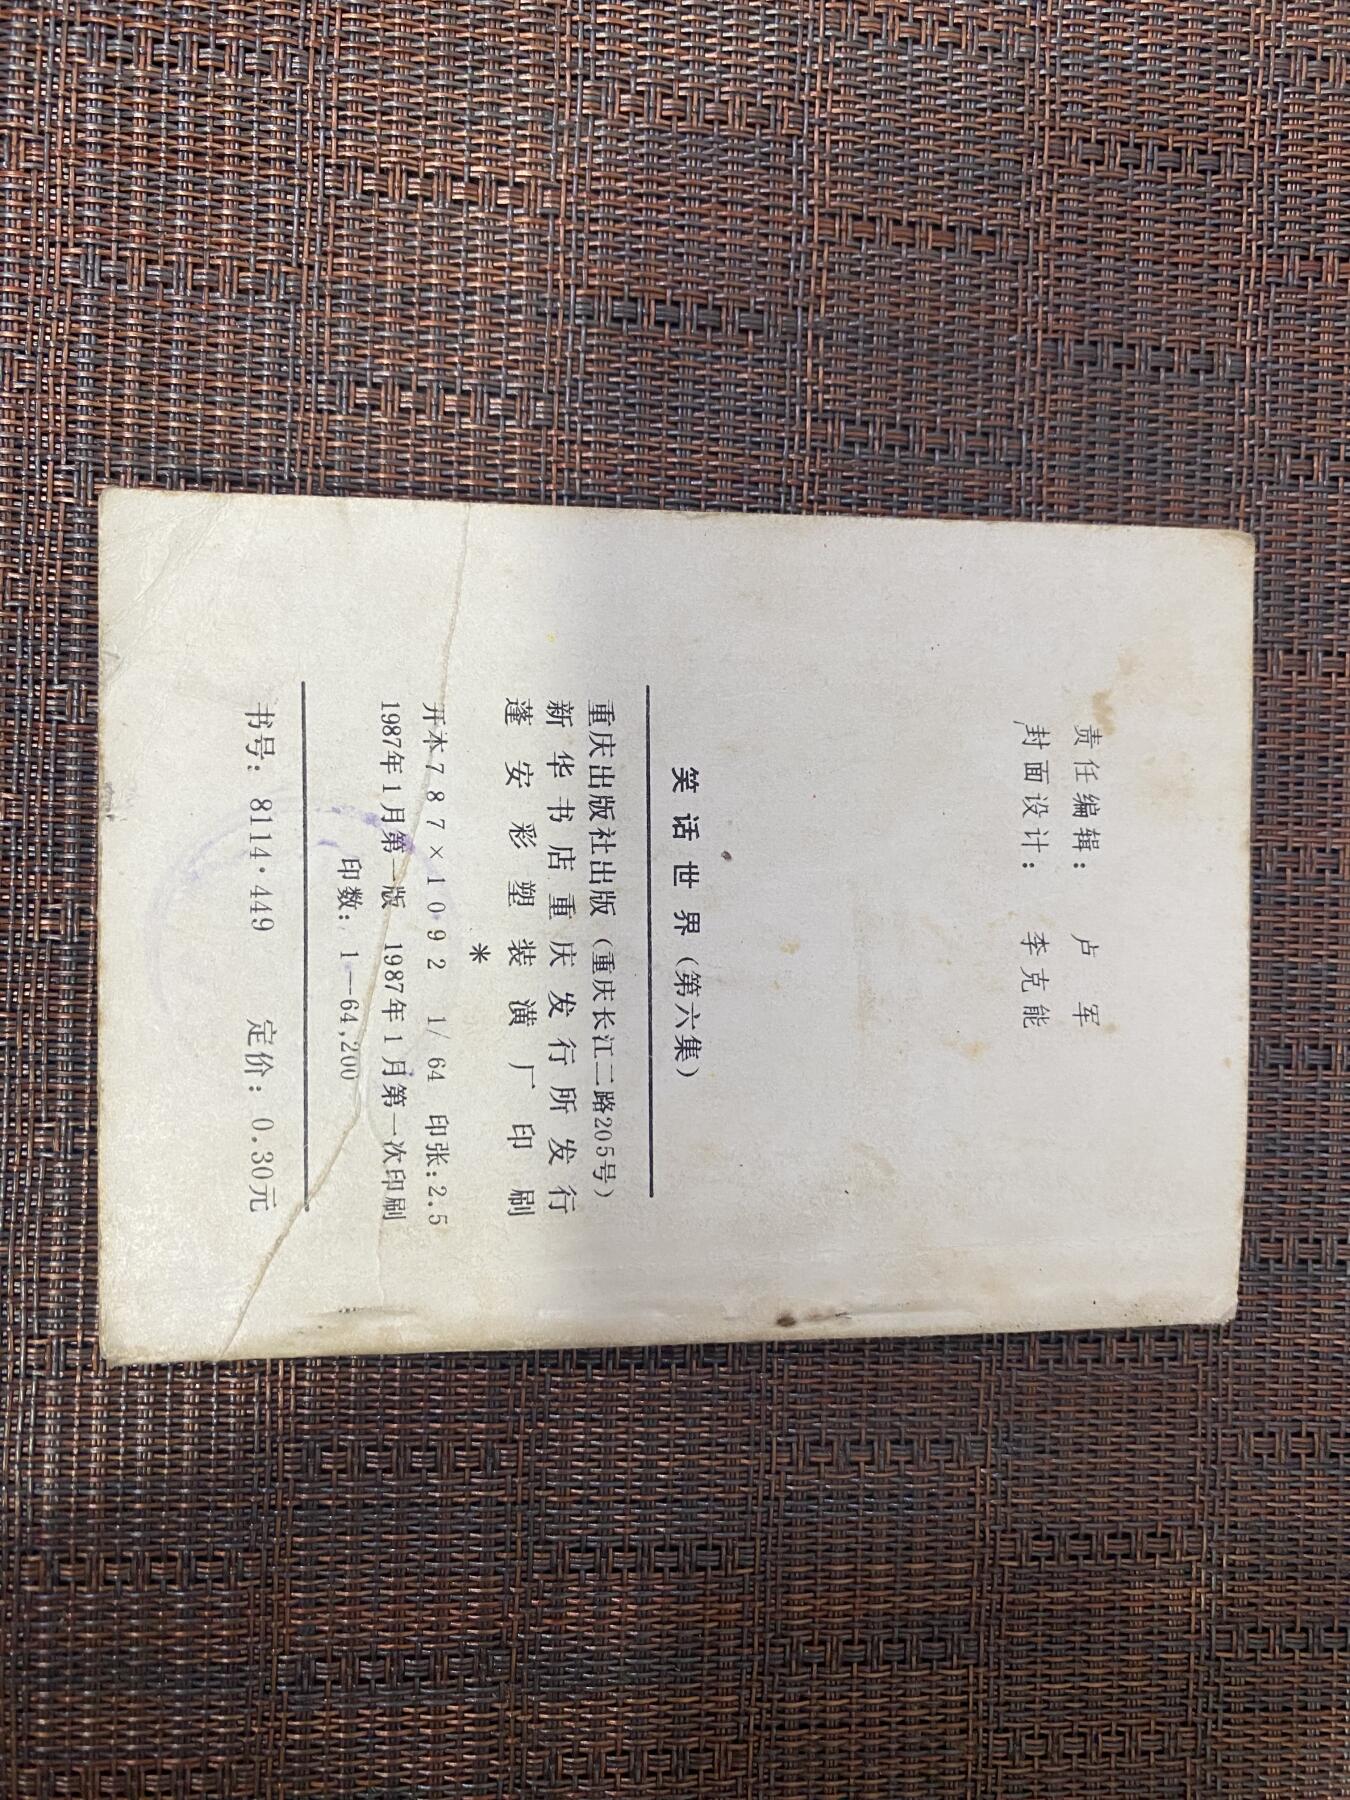 责任编辑： 卢 军
封面设计： 李克能
笑话世界（第六集）
重庆出版社出版（重庆长江二路205号）
新华书店重庆发行所发行
蓬安彩塑装潢厂印刷
※
开本787×1092 1/64 印张：2.5
1987年1月第一版 1987年1月第一次印刷
印数：1—64,200
书号：8114·449 定价：0.30元